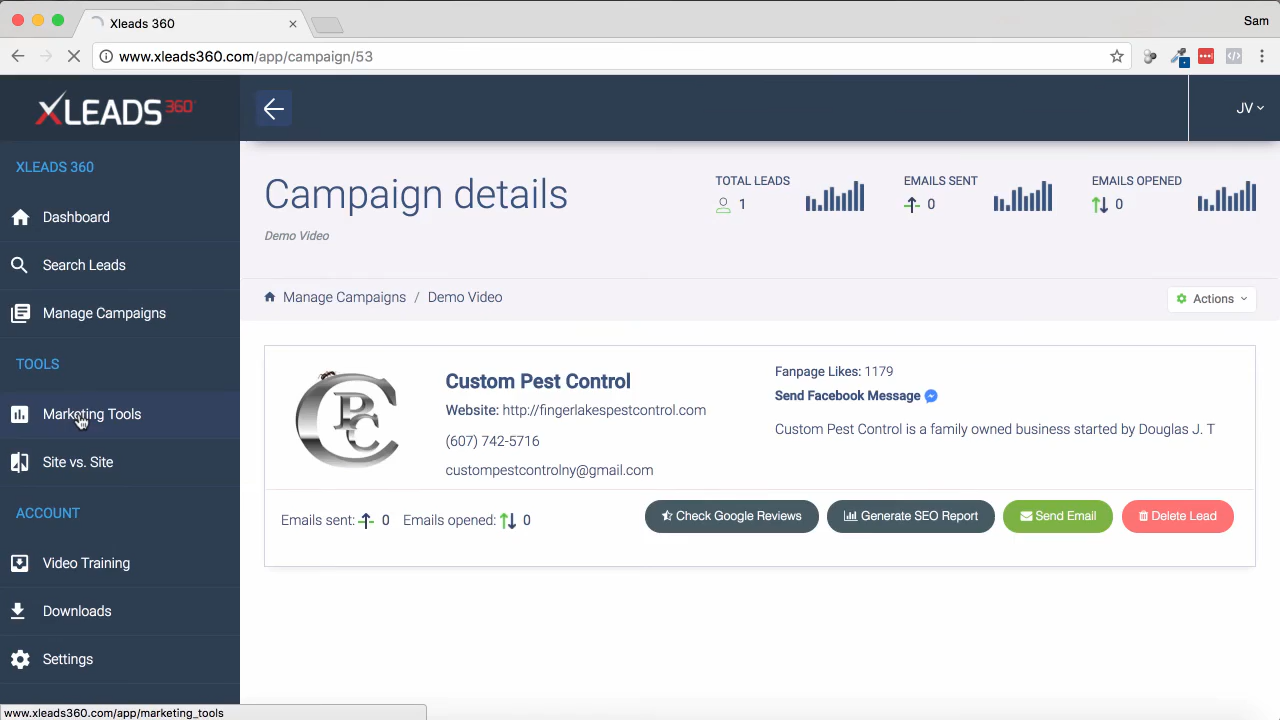 Xleads 360
Sam
www.xleads360.com/app/campaign/53
XLEADS 360
JV
XLEADS 360
Dashboard
Search Leads
Manage Campaigns
TOOLS
Marketing Tools
Site vs. Site
ACCOUNT
Video Training
Downloads
Settings
www.xleads360.com/app/marketing_tools
Campaign details
Demo Video
TOTAL LEADS
1
EMAILS SENT
0
EMAILS OPENED
0
Manage Campaigns / Demo Video
Actions
CPC
Custom Pest Control
Website: http://fingerlakespestcontrol.com
(607) 742-5716
custompestcontrolny@gmail.com
Fanpage Likes: 1179
Send Facebook Message
Custom Pest Control is a family owned business started by Douglas J. T
Emails sent: 0 Emails opened: 0
Check Google Reviews
Generate SEO Report
Send Email
Delete Lead